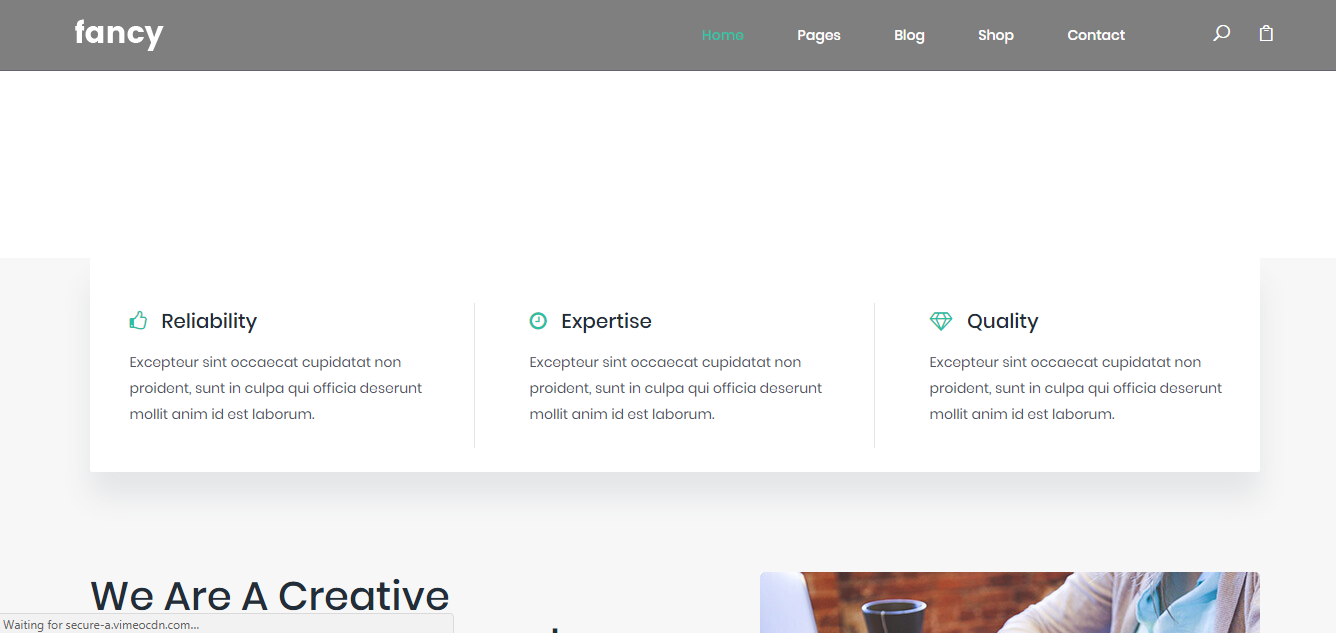 fancy
Home Pages Blog Shop Contact
Reliability
Excepteur sint occaecat cupidatat non
proident, sunt in culpa qui officia deserunt
mollit anim id est laborum.
Expertise
Excepteur sint occaecat cupidatat non
proident, sunt in culpa qui officia deserunt
mollit anim id est laborum.
Quality
Excepteur sint occaecat cupidatat non
proident, sunt in culpa qui officia deserunt
mollit anim id est laborum.
We Are A Creative
Waiting for secure-a.vimeocdn.com...